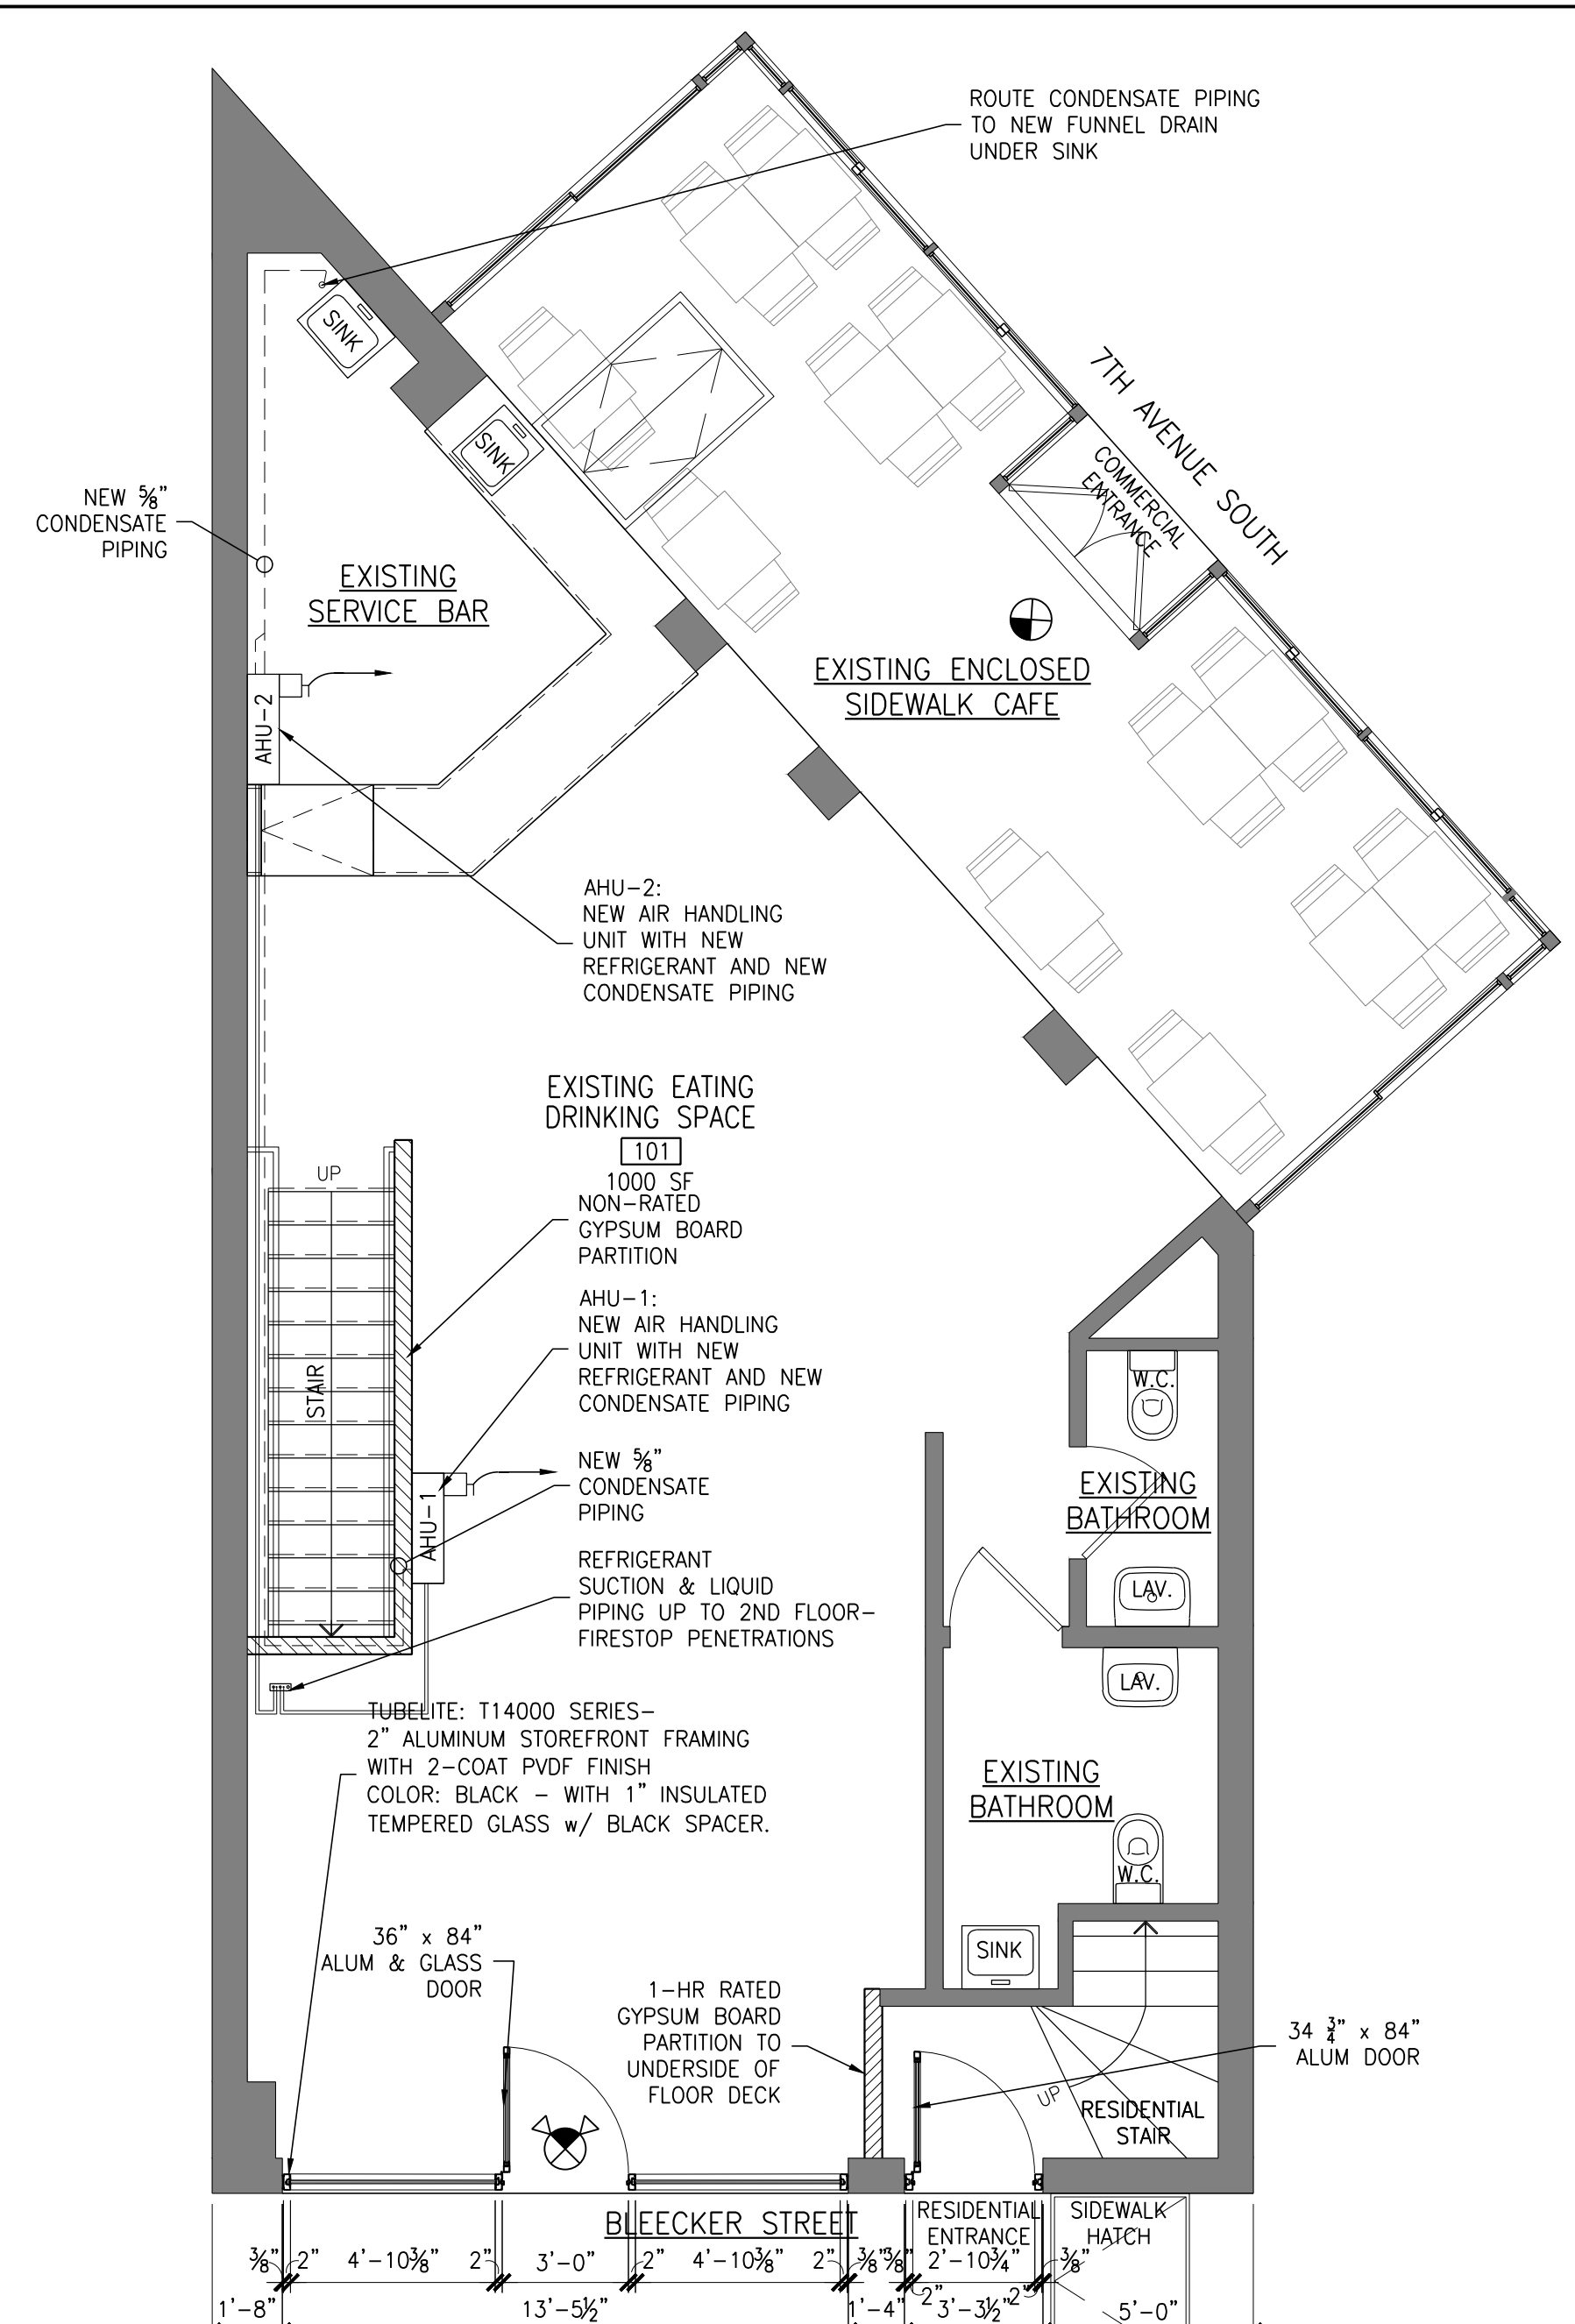 ROUTE CONDENSATE PIPING
TO NEW FUNNEL DRAIN
UNDER SINK
SINK
SINK
7TH AVENUE SOUTH
COMMERCIAL
ENTRANCE
NEW ⅝”
CONDENSATE
PIPING
EXISTING
SERVICE BAR
EXISTING ENCLOSED
SIDEWALK CAFE
AHU-2
AHU-2:
NEW AIR HANDLING
UNIT WITH NEW
REFRIGERANT AND NEW
CONDENSATE PIPING
EXISTING EATING
DRINKING SPACE
101
1000 SF
UP
NON-RATED
GYPSUM BOARD
PARTITION
AHU-1:
NEW AIR HANDLING
UNIT WITH NEW
REFRIGERANT AND NEW
CONDENSATE PIPING
STAIR
W.C.
NEW ⅝”
CONDENSATE
PIPING
EXISTING
BATHROOM
AHU-1
REFRIGERANT
SUCTION & LIQUID
PIPING UP TO 2ND FLOOR-
FIRESTOP PENETRATIONS
LAV.
LAV.
TUBELITE: T14000 SERIES-
2” ALUMINUM STOREFRONT FRAMING
WITH 2-COAT PVDF FINISH
COLOR: BLACK - WITH 1” INSULATED
TEMPERED GLASS w/ BLACK SPACER.
EXISTING
BATHROOM
W.C.
36” x 84”
ALUM & GLASS
DOOR
SINK
1-HR RATED
GYPSUM BOARD
PARTITION TO
UNDERSIDE OF
FLOOR DECK
34 ¾” x 84”
ALUM DOOR
UP
RESIDENTIAL
STAIR
BLEECKER STREET
RESIDENTIAL
ENTRANCE
SIDEWALK
HATCH
⅜” 2” 4’-10⅜” 2” 3’-0” 2” 4’-10⅜” 2” ⅜” ⅜” 2’-10¾” ⅜”
2” 2”
1’-8” 13’-5½” 1’-4” 3’-3½” 5’-0”